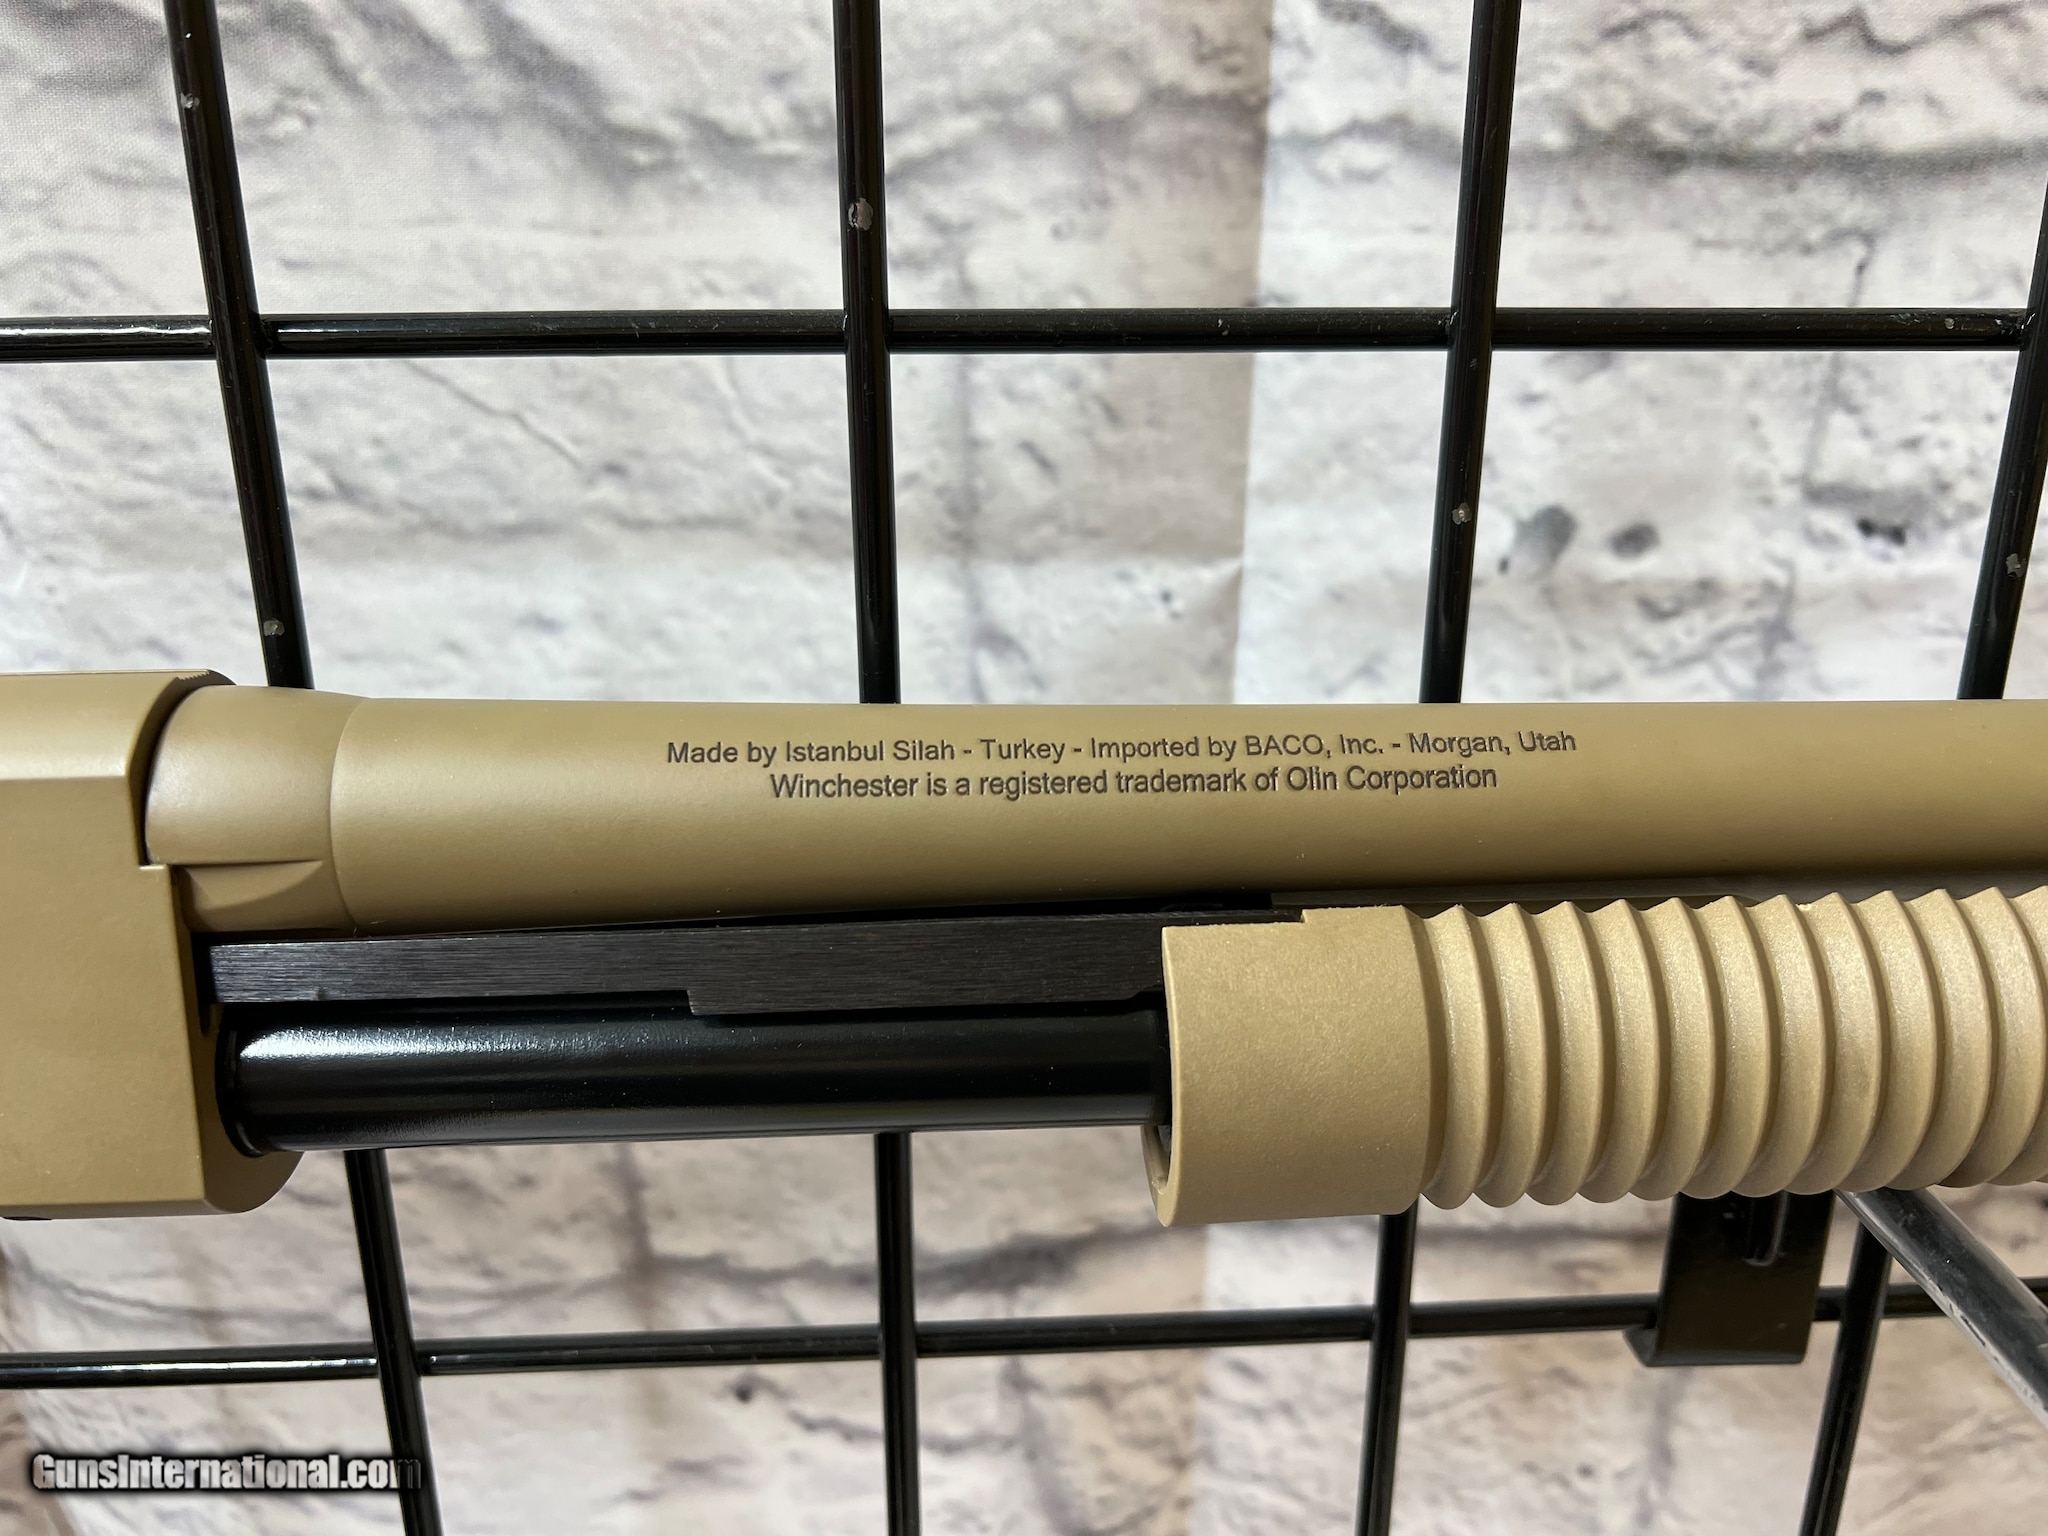 Made by Istanbul Silah - Turkey - Imported by BACO, Inc. - Morgan, Utah
Winchester is a registered trademark of Olin Corporation
GunsInternational.com